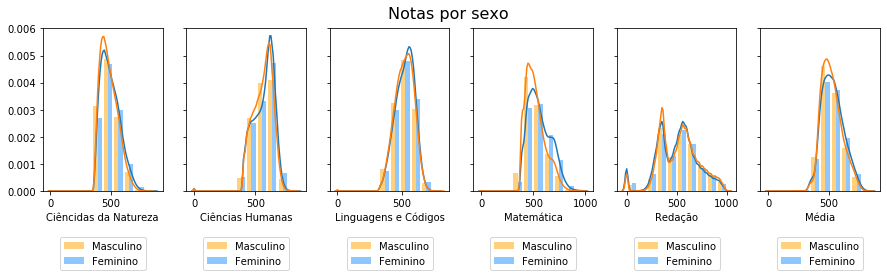 Notas por sexo
0.006
0.005
0.004
0.003
0.002
0.001
0.000
0 500
0 500
0 500
0 500 1000
0 500 1000
0 500
Ciêncidas da Natureza
Ciências Humanas
Linguagens e Códigos
Matemática
Redação
Média
Masculino
Feminino
Masculino
Feminino
Masculino
Feminino
Masculino
Feminino
Masculino
Feminino
Masculino
Feminino